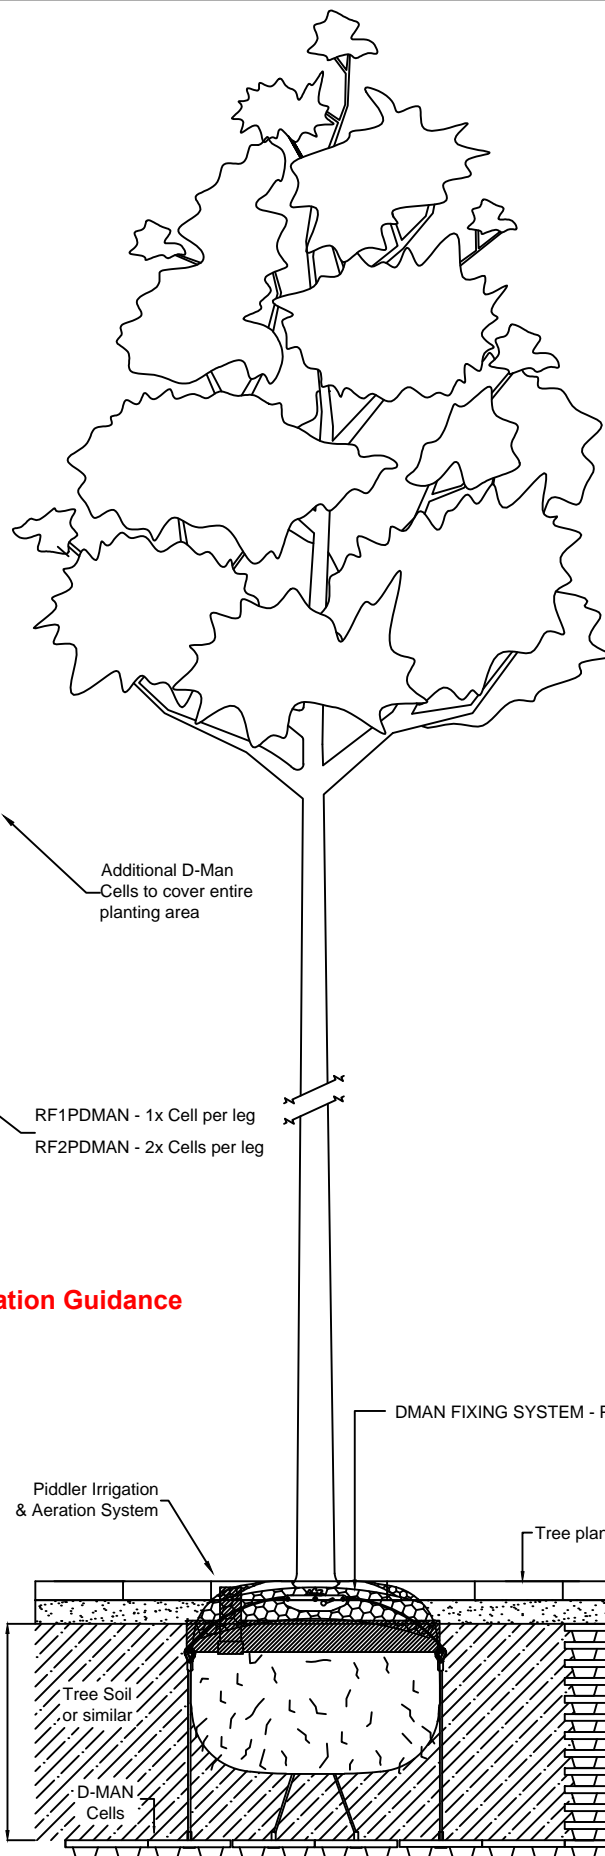 Additional D-Man
Cells to cover entire
planting area
RF1PDMAN - 1x Cell per leg
RF2PDMAN - 2x Cells per leg
ation Guidance
DMAN FIXING SYSTEM -
Piddler Irrigation
& Aeration System
Tree plan
Tree Soil
or similar
D-MAN
Cells